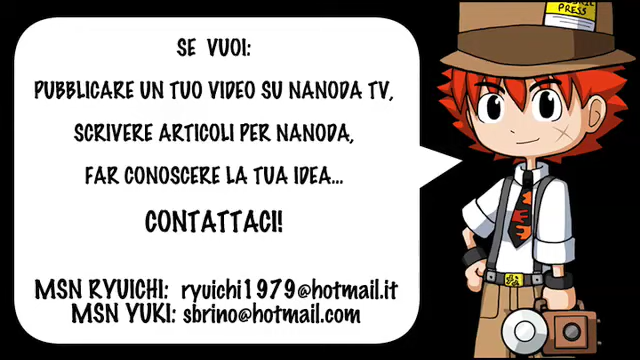 SE VUOI:
PUBBLICARE UN TUO VIDEO SU NANODA TV,
SCRIVERE ARTICOLI PER NANODA,
FAR CONOSCERE LA TUA IDEA...
CONTATTACI!
MSN RYUICHI: ryuichi1979@hotmail.it
MSN YUKI: sbrino@hotmail.com
PRESS